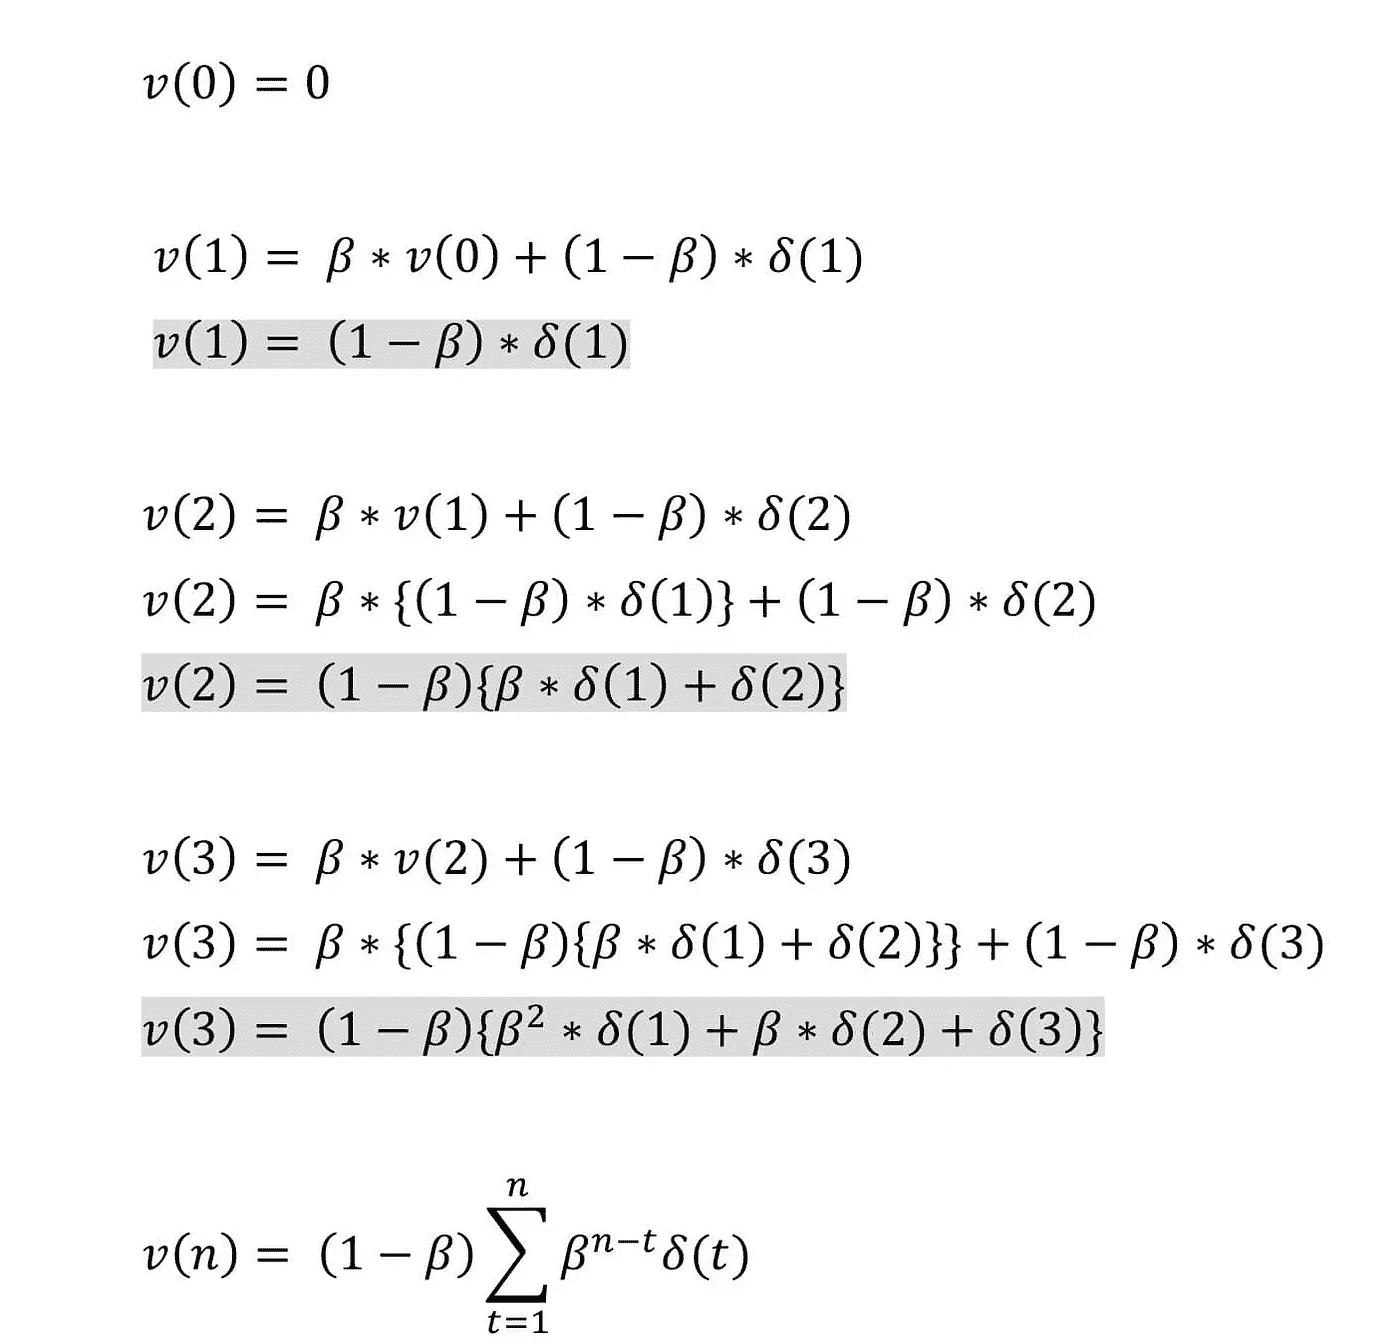 v(0) = 0
v(1) = β * v(0) + (1 − β) * δ(1)
v(1) = (1 − β) * δ(1)
v(2) = β * v(1) + (1 − β) * δ(2)
v(2) = β * {(1 − β) * δ(1)} + (1 − β) * δ(2)
v(2) = (1 − β){β * δ(1) + δ(2)}
v(3) = β * v(2) + (1 − β) * δ(3)
v(3) = β * {(1 − β){β * δ(1) + δ(2)}} + (1 − β) * δ(3)
v(3) = (1 − β){β² * δ(1) + β * δ(2) + δ(3)}
v(n) = (1 − β) ∑_{t=1}^{n} β^{n−t} δ(t)